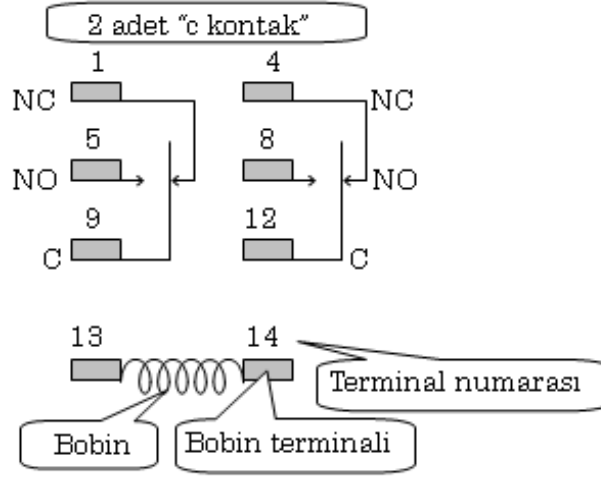 2 adet “c kontak”
1 4
NC NC
5 8
NO NO
9 12
C C
13 14
Terminal numarası
Bobin Bobin terminali